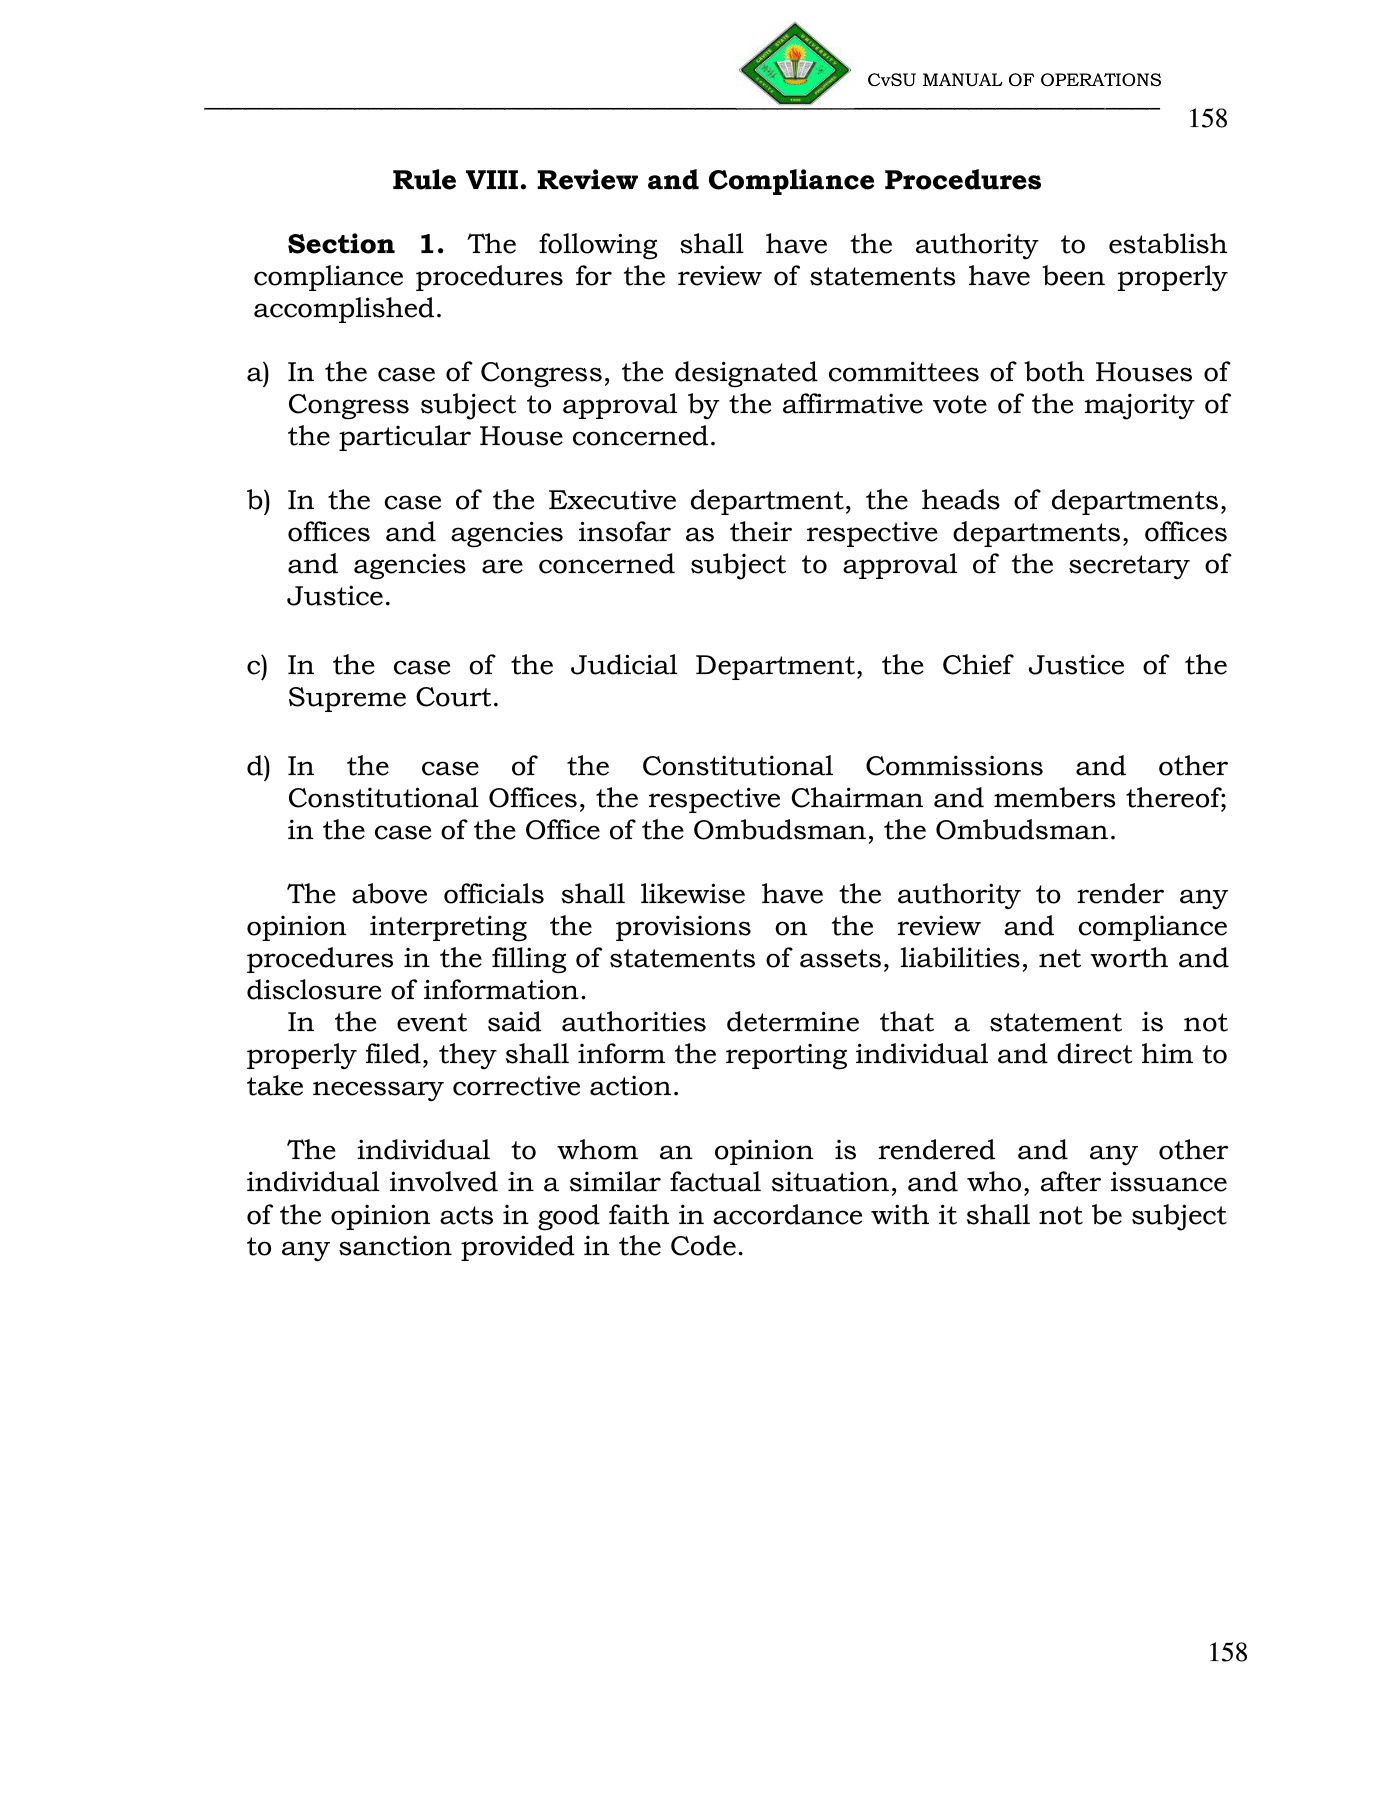 CvSU MANUAL OF OPERATIONS
158
Rule VIII. Review and Compliance Procedures
Section 1. The following shall have the authority to establish
compliance procedures for the review of statements have been properly
accomplished.
a) In the case of Congress, the designated committees of both Houses of
Congress subject to approval by the affirmative vote of the majority of
the particular House concerned.
b) In the case of the Executive department, the heads of departments,
offices and agencies insofar as their respective departments, offices
and agencies are concerned subject to approval of the secretary of
Justice.
c) In the case of the Judicial Department, the Chief Justice of the
Supreme Court.
d) In the case of the Constitutional Commissions and other
Constitutional Offices, the respective Chairman and members thereof;
in the case of the Office of the Ombudsman, the Ombudsman.
The above officials shall likewise have the authority to render any
opinion interpreting the provisions on the review and compliance
procedures in the filling of statements of assets, liabilities, net worth and
disclosure of information.
In the event said authorities determine that a statement is not
properly filed, they shall inform the reporting individual and direct him to
take necessary corrective action.
The individual to whom an opinion is rendered and any other
individual involved in a similar factual situation, and who, after issuance
of the opinion acts in good faith in accordance with it shall not be subject
to any sanction provided in the Code.
158